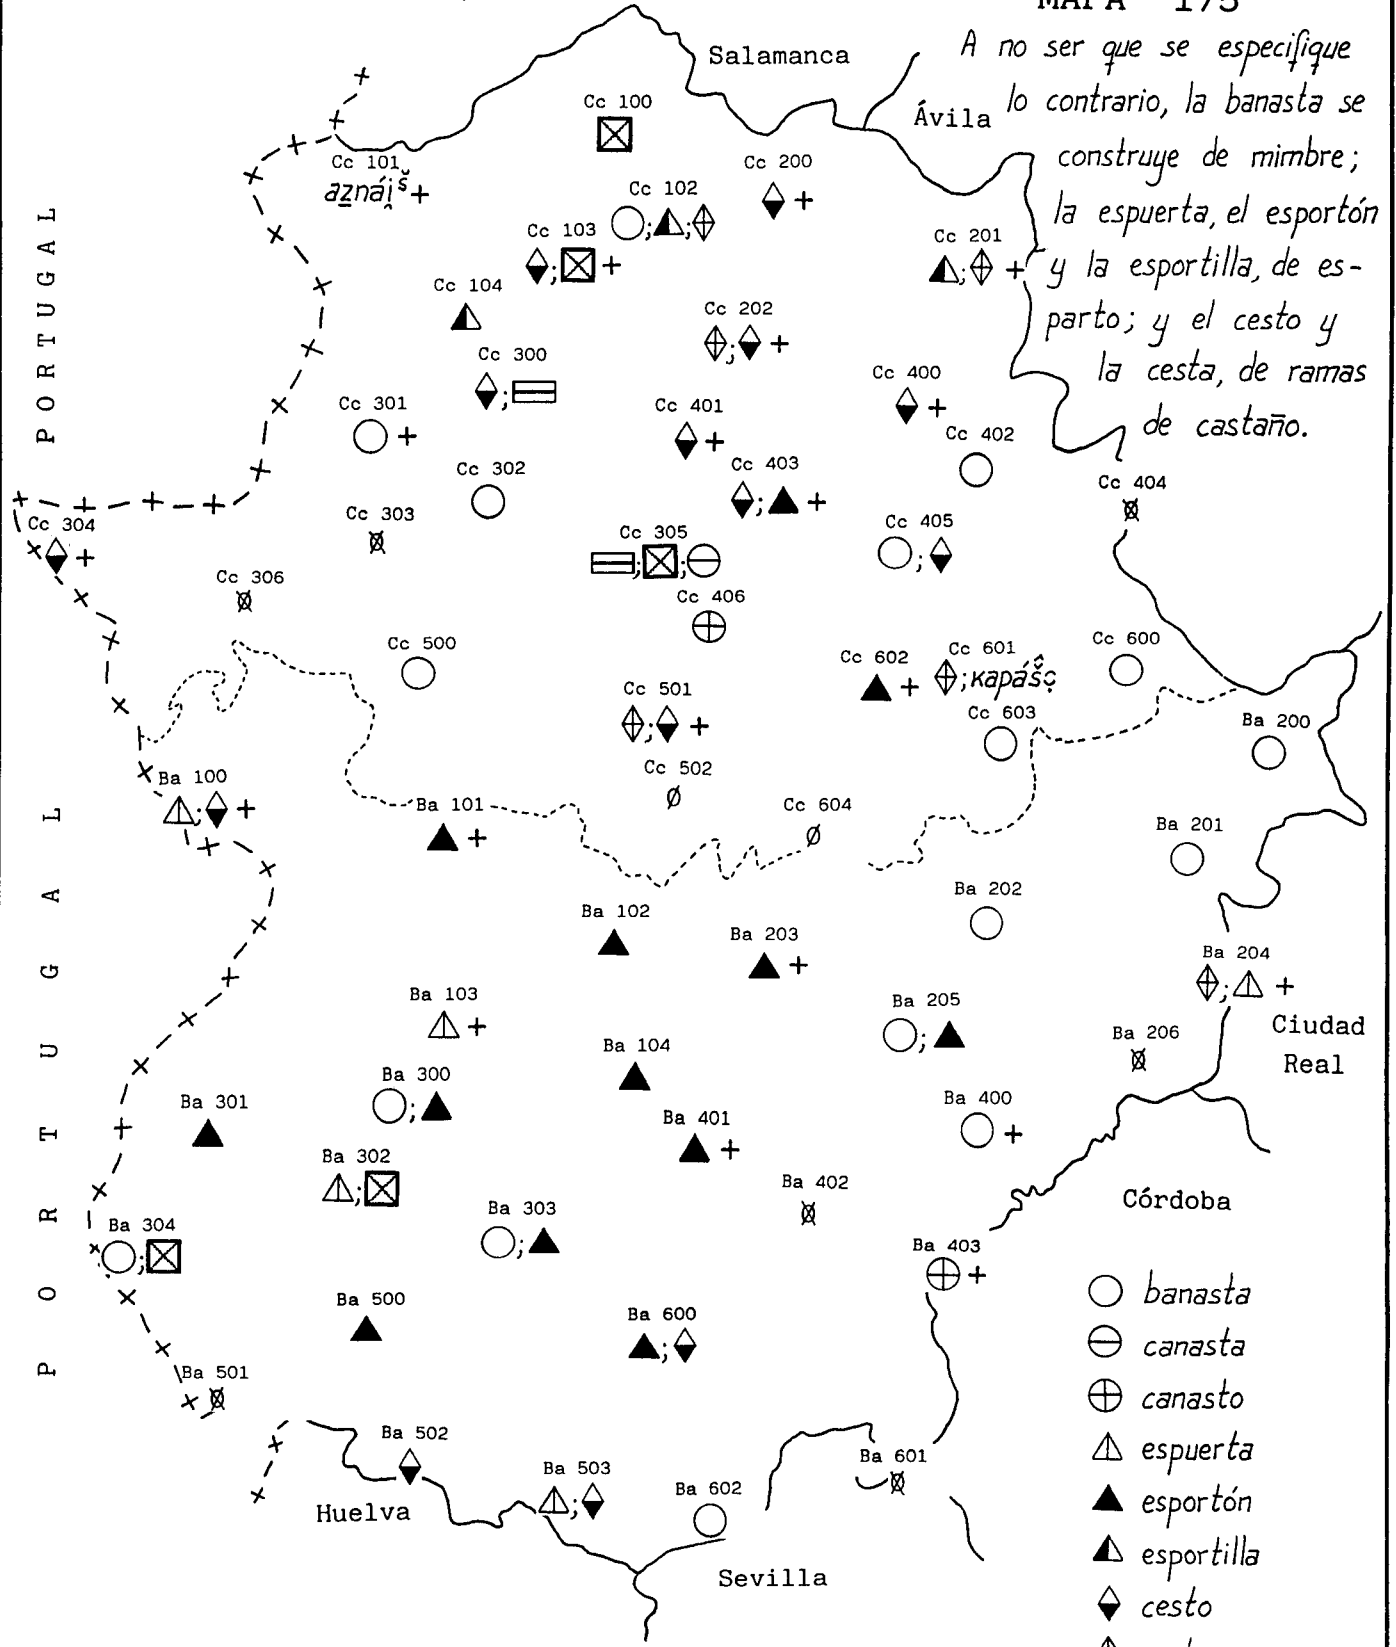 MAPA 175
A no ser que se especifique
lo contrario, la banasta se
construye de mimbre;
la espuerta, el esportón
y la esportilla, de es-
parto; y el cesto y
la cesta, de ramas
de castaño.
Salamanca
Ávila
Cc 100
Cc 101
Cc 200
Cc 102
Cc 103
Cc 201
Cc 104
Cc 202
Cc 300
Cc 400
Cc 301
Cc 401
Cc 402
Cc 302
Cc 403
Cc 404
Cc 303
Cc 304
Cc 305
Cc 405
Cc 306
Cc 406
Cc 500
Cc 602
Cc 601
Cc 600
Cc 501
Cc 603
Ba 200
Cc 502
Ba 100
Ba 101
Cc 604
Ba 201
Ba 202
Ba 102
Ba 203
Ba 204
Ba 103
Ba 205
Ciudad
Real
Ba 104
Ba 206
Ba 300
Ba 301
Ba 401
Ba 400
Ba 302
Ba 402
Córdoba
Ba 303
Ba 304
Ba 403
Ba 500
Ba 600
Ba 501
Ba 502
Ba 503
Ba 601
Ba 602
Huelva
Sevilla
PORTUGAL
PORTUGAL
banasta
canasta
canasto
espuerta
esportón
esportilla
cesto